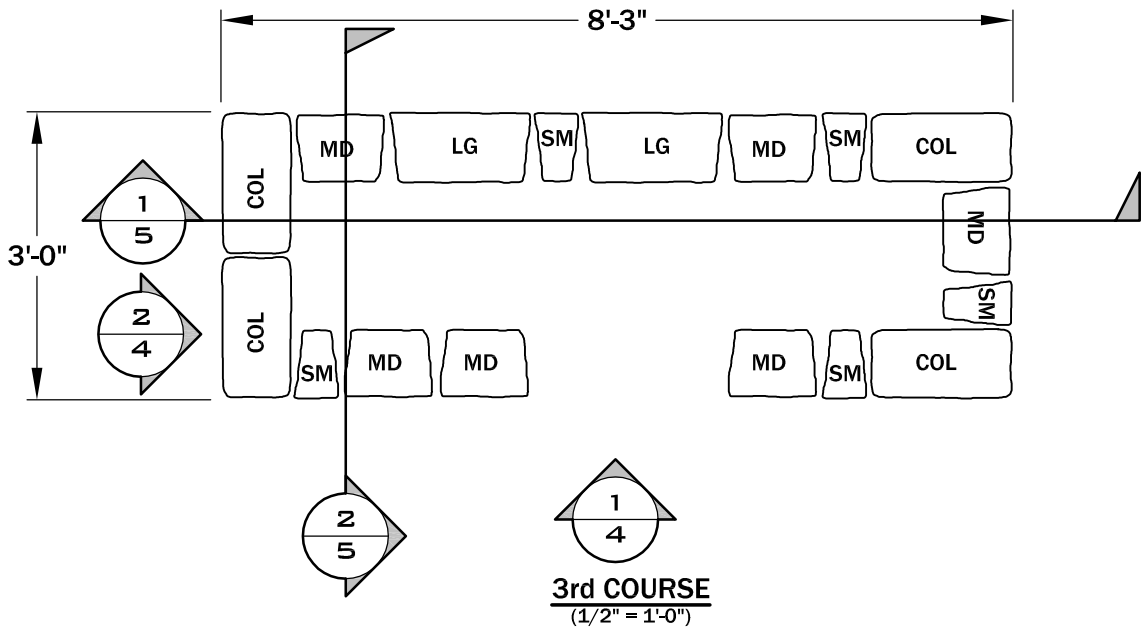 8'-3"
MD LG SM LG MD SM COL
COL
1
5
MD
3'-0"
SM
2
4
COL
SM MD MD MD SM COL
2
5
1
4
3rd COURSE
(1/2" = 1'-0")